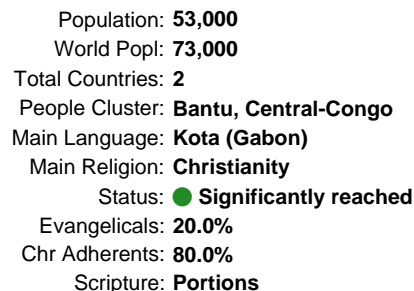 Population: 53,000
World Popl: 73,000
Total Countries: 2
People Cluster: Bantu, Central-Congo
Main Language: Kota (Gabon)
Main Religion: Christianity
Status: Significantly reached
Evangelicals: 20.0%
Chr Adherents: 80.0%
Scripture: Portions